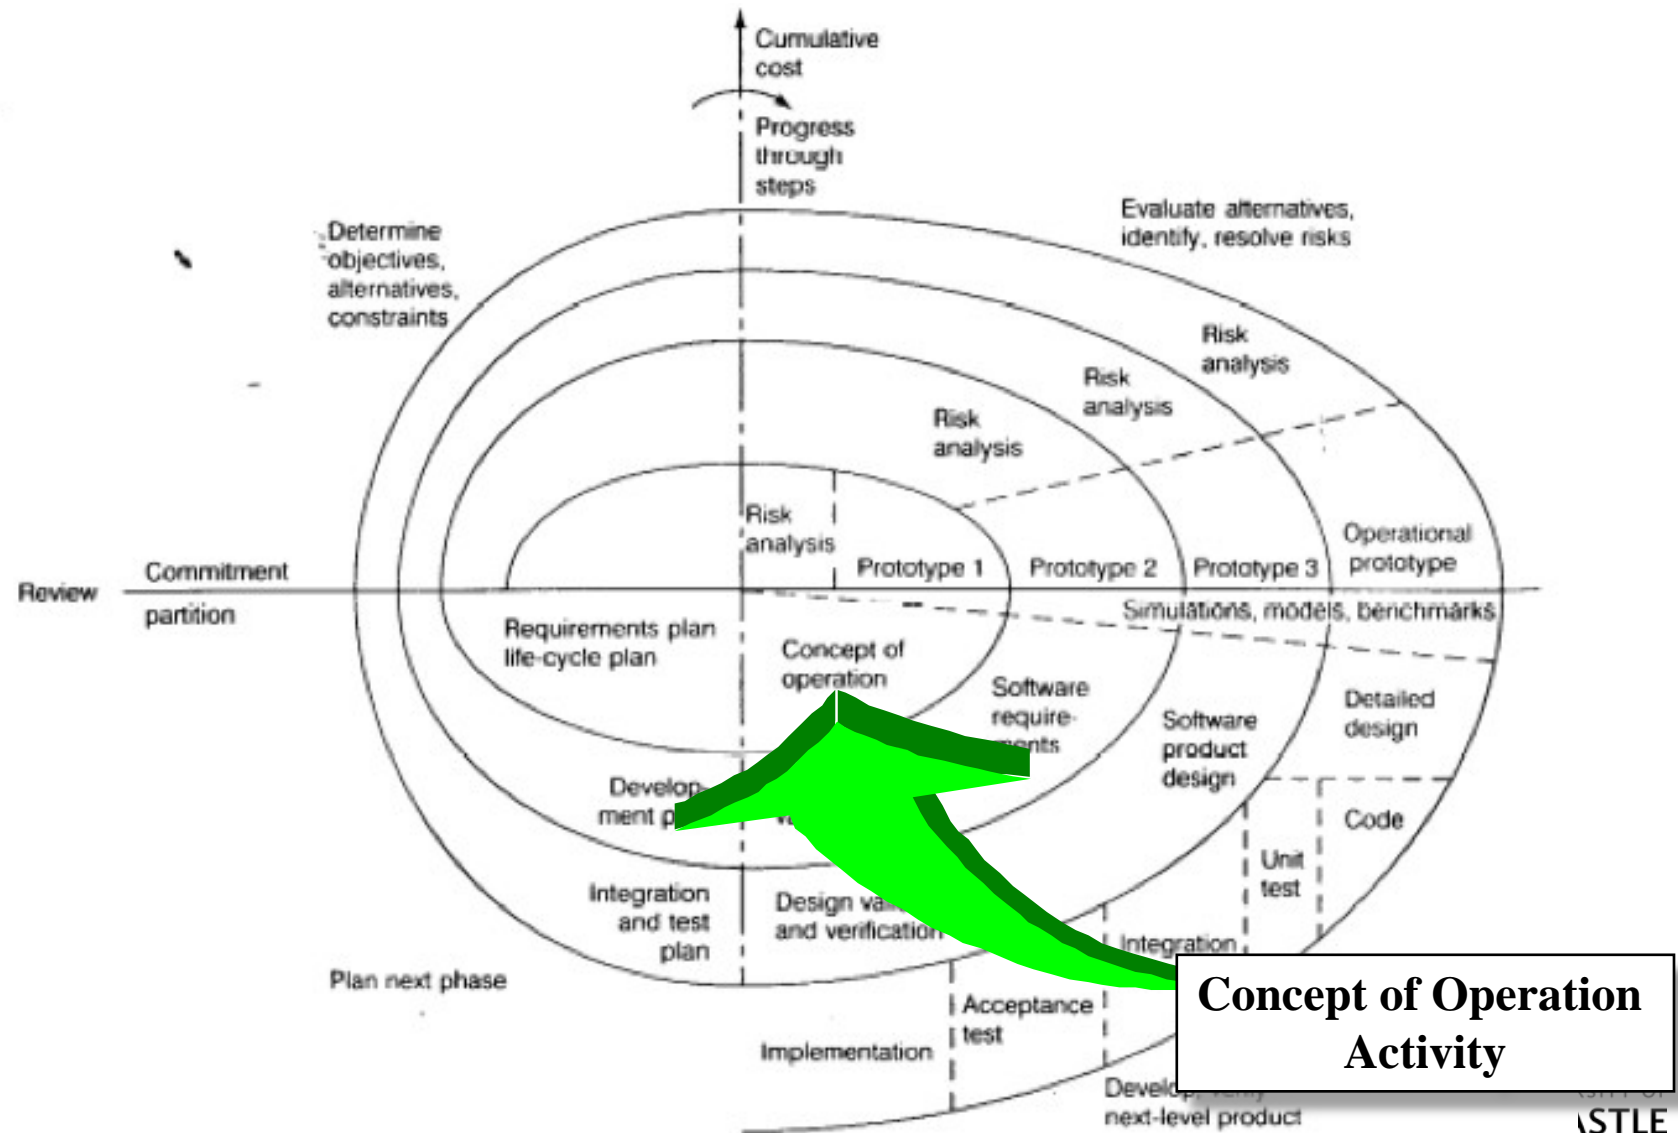 Cumulative
cost
Progress
through
steps
Evaluate alternatives,
identify, resolve risks
Determine
objectives,
alternatives,
constraints
Risk
analysis
Risk
analysis
Risk
analysis
Risk
analysis
Operational
prototype
Prototype 1
Prototype 2
Prototype 3
Review
Commitment
partition
Simulations, models, benchmarks
Requirements plan
life-cycle plan
Concept of
operation
Software
require-
Detailed
design
Software
product
design
Develop-
ment
Code
Unit
test
Integration
and test
plan
Design
and verification
Integration
Plan next phase
Acceptance
test
Implementation
Concept of Operation
Activity
next-level product